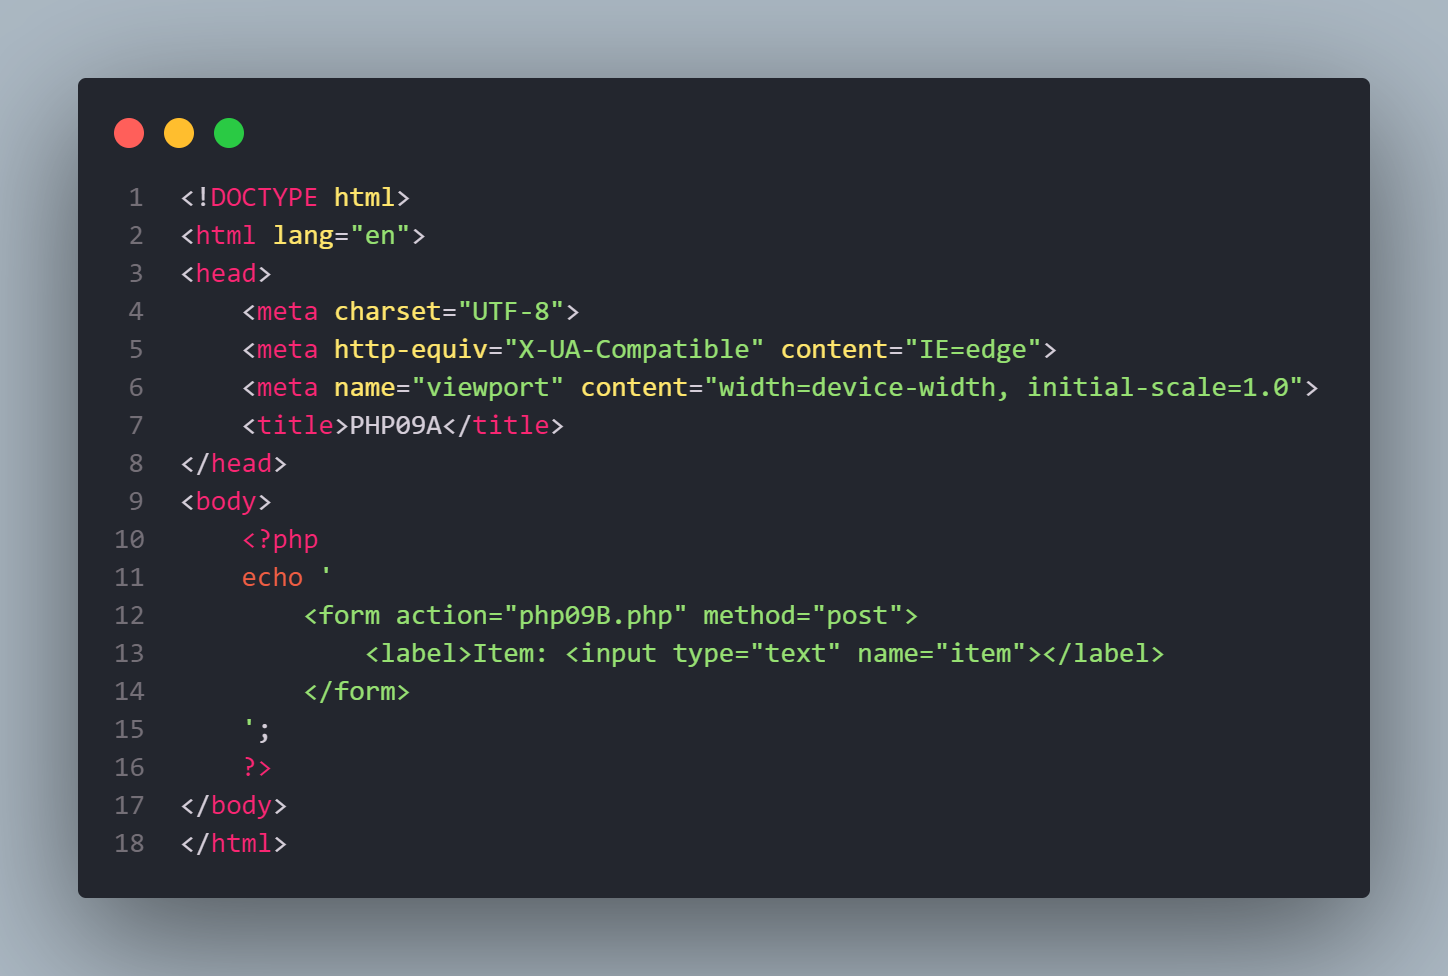 1 <!DOCTYPE html>
2 <html lang="en">
3 <head>
4     <meta charset="UTF-8">
5     <meta http-equiv="X-UA-Compatible" content="IE=edge">
6     <meta name="viewport" content="width=device-width, initial-scale=1.0">
7     <title>PHP09A</title>
8 </head>
9 <body>
10     <?php
11     echo '
12         <form action="php09B.php" method="post">
13             <label>Item: <input type="text" name="item"></label>
14         </form>
15     ';
16     ?>
17 </body>
18 </html>